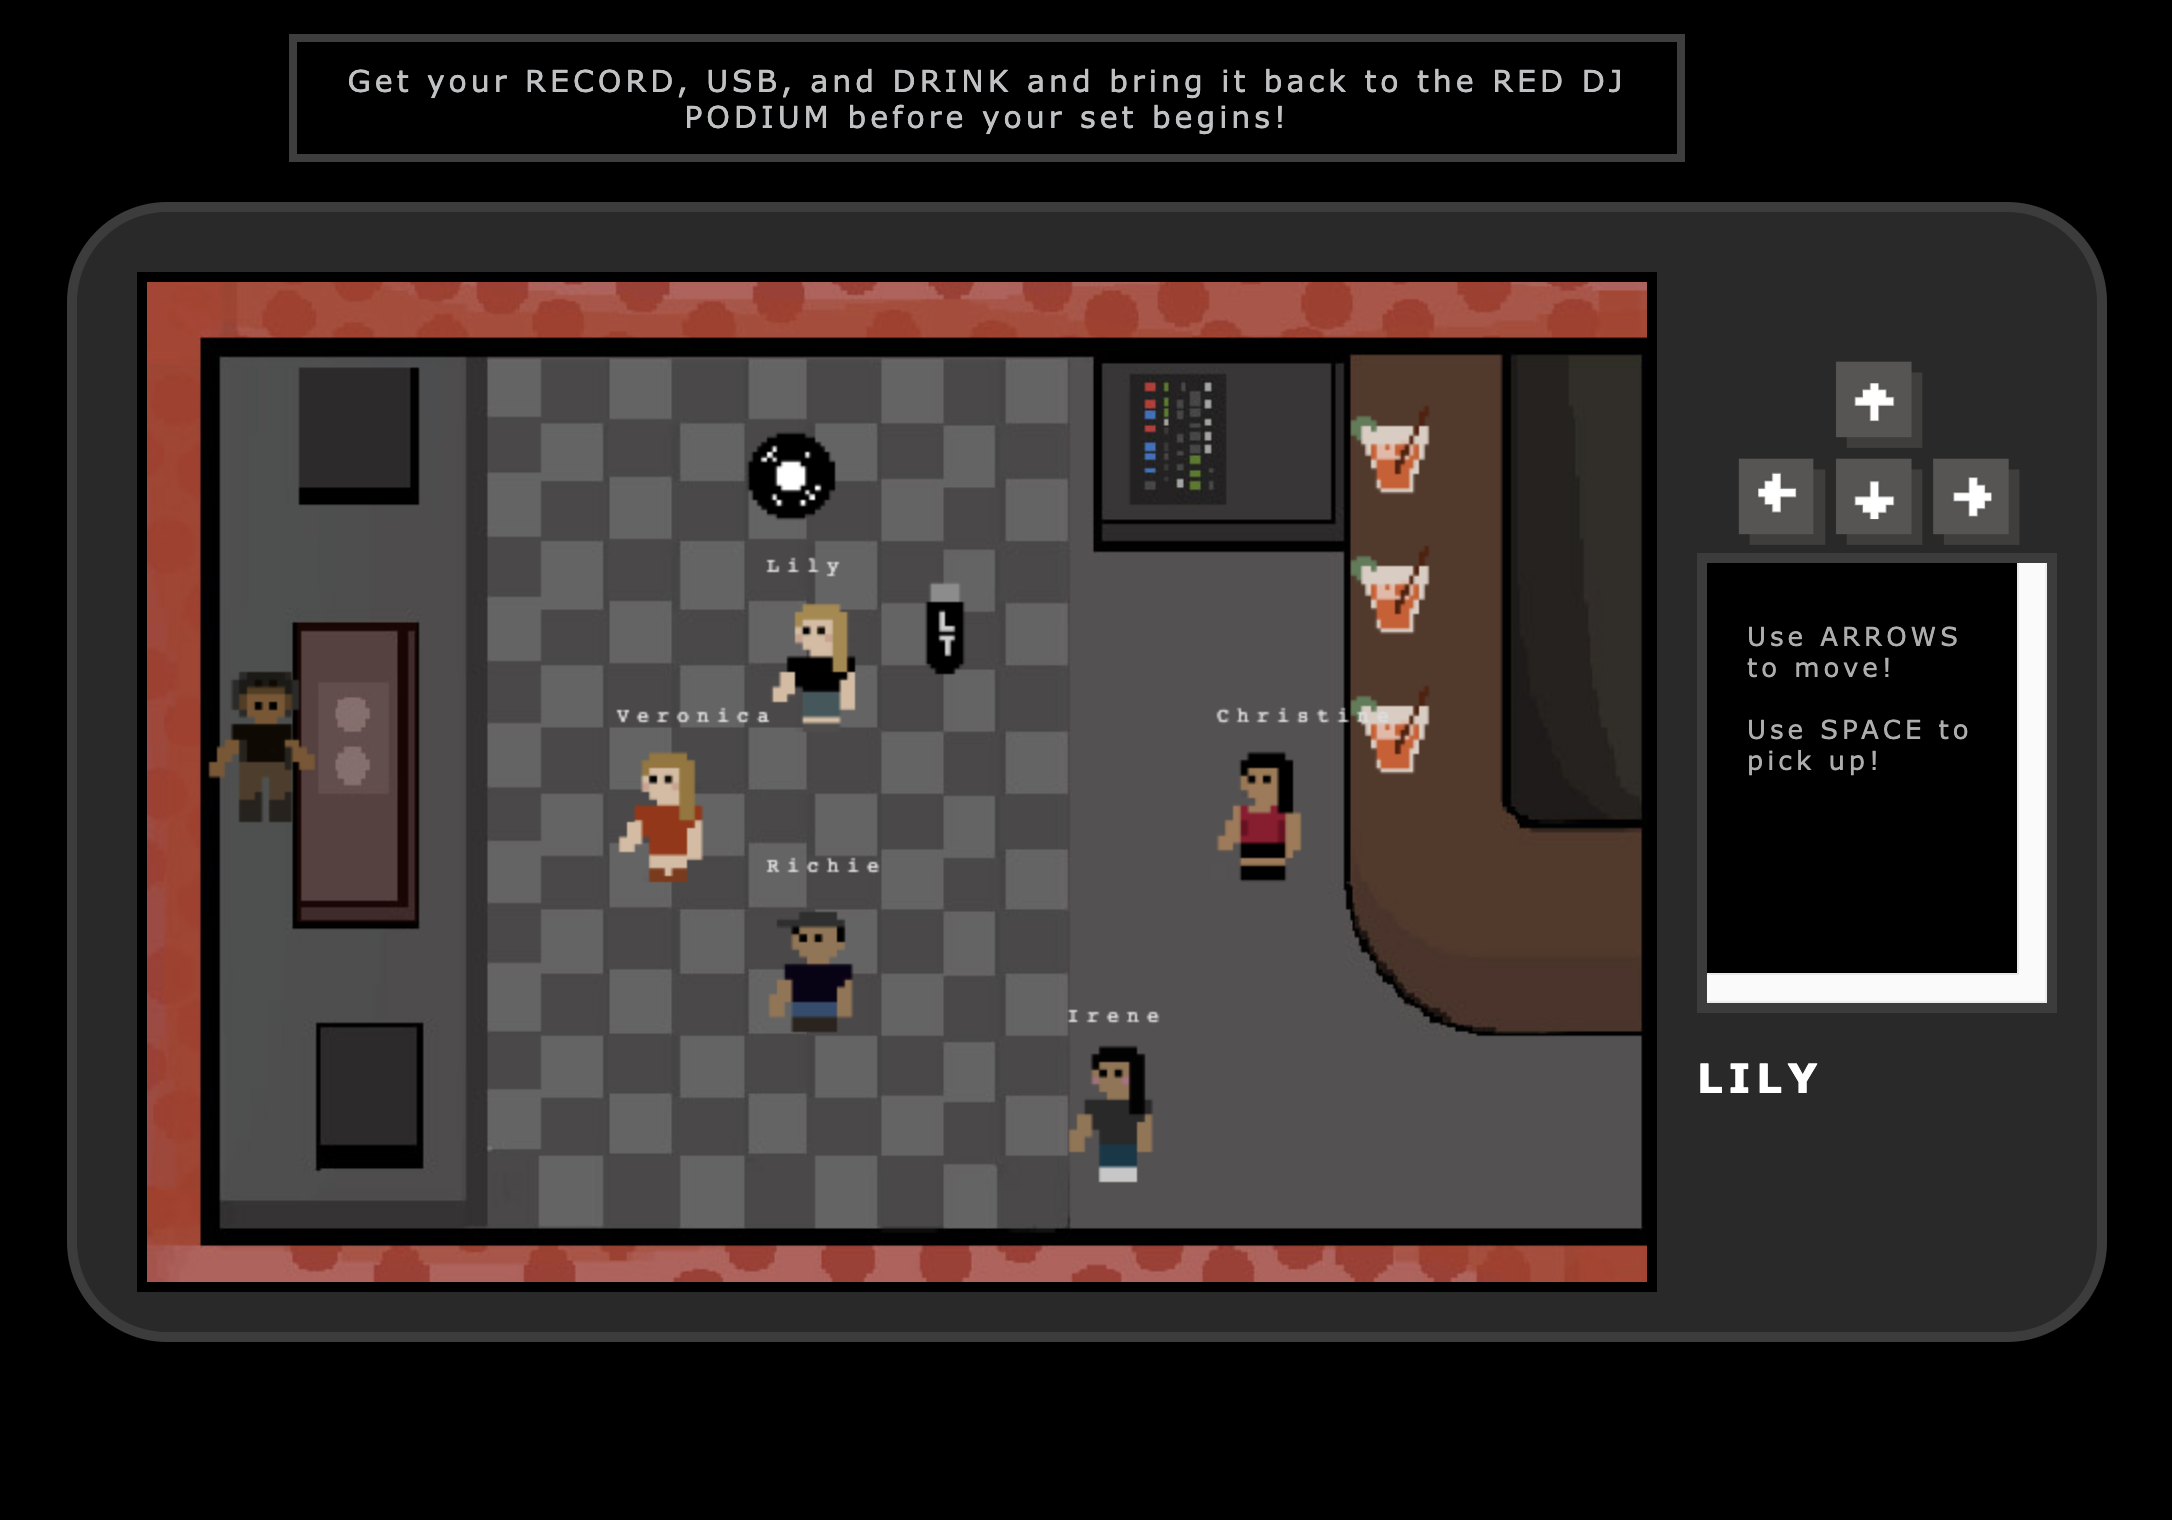 Get your RECORD, USB, and DRINK and bring it back to the RED DJ
PODIUM before your set begins!
Lily
L
T
Veronica
Christine
Richie
Irene
Use ARROWS
to move!
Use SPACE to
pick up!
LILY